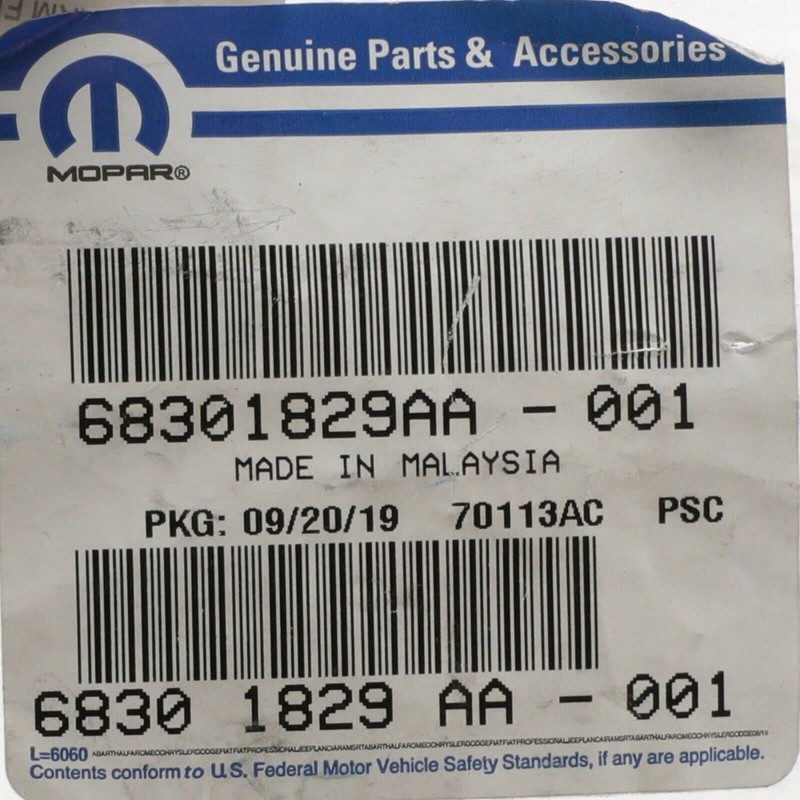 Genuine Parts & Accessories
MOPAR®
68301829AA - 001
MADE IN MALAYSIA
PKG: 09/20/19 70113AC PSC
6830 1829 AA - 001
L=6060
Contents conform to U.S. Federal Motor Vehicle Safety Standards, if any are applicable.